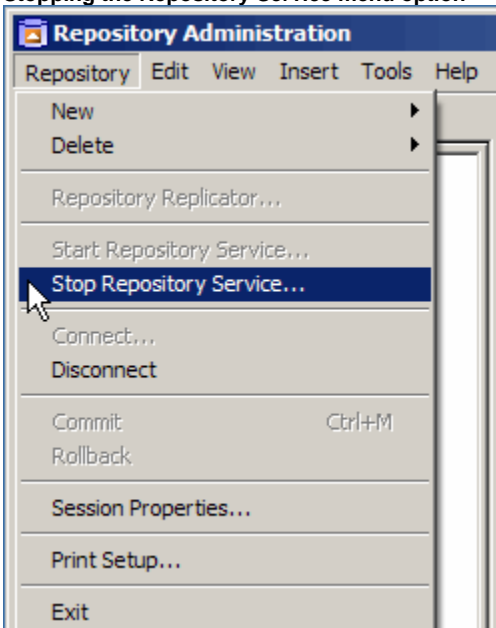 Stopping the Repository Service menu option
Repository Administration
Repository Edit View Insert Tools Help
New
Delete
Repository Replicator...
Start Repository Service...
Stop Repository Service...
Connect...
Disconnect
Commit Ctrl+M
Rollback
Session Properties...
Print Setup...
Exit